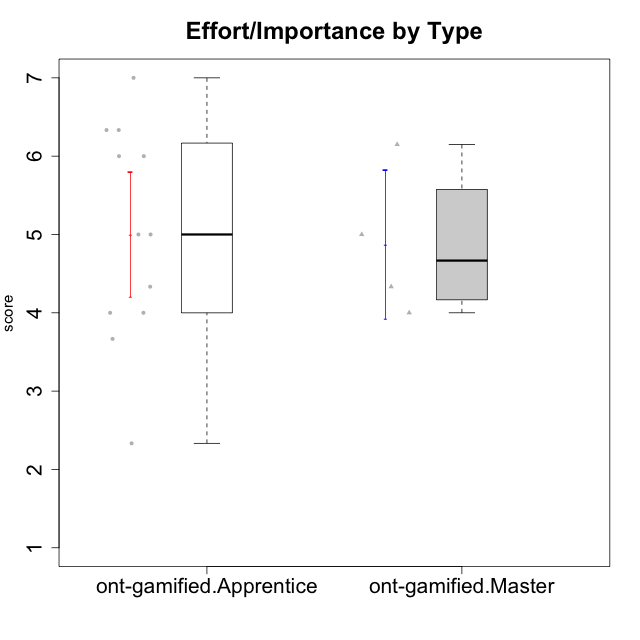 Effort/Importance by Type
7
6
5
4
3
2
1
score
ont-gamified.Apprentice
ont-gamified.Master